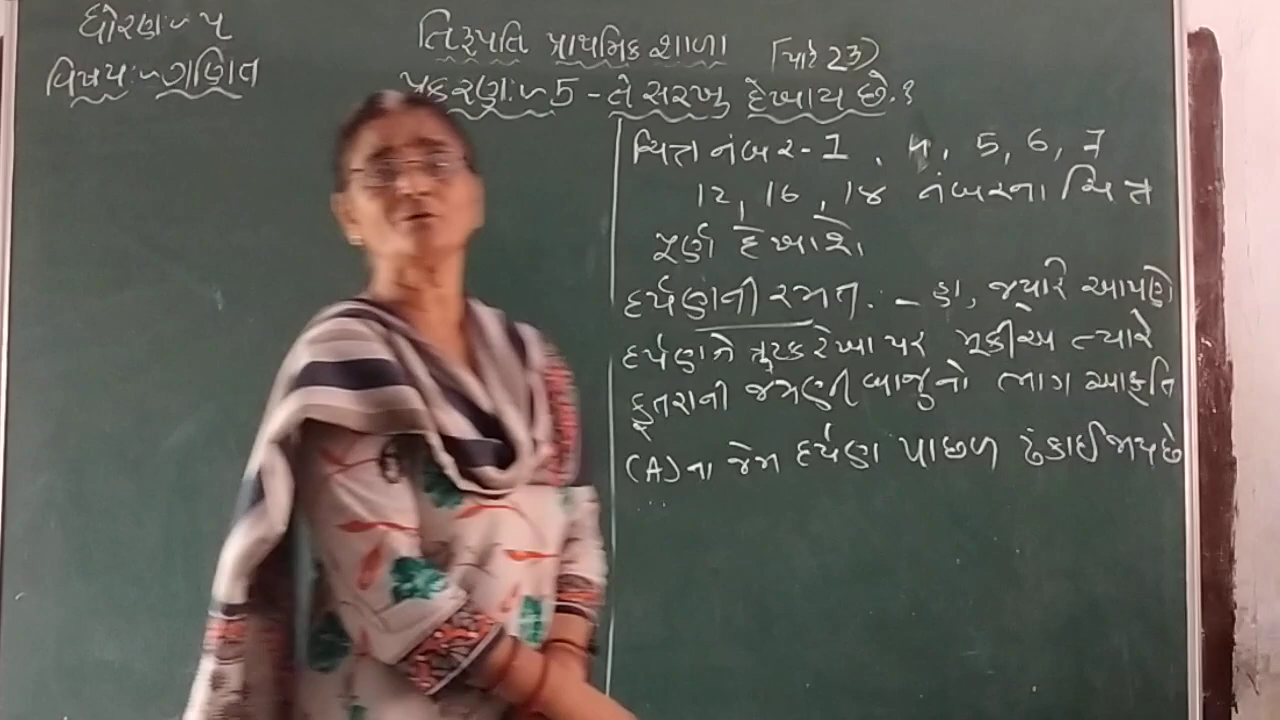 ધોરણઃ ૫
વિષયઃ ગણિત
તિરૂપતિ પ્રાથમિક શાળા (પાર્ટ 23)
પ્રકરણઃ 5 - તે સરખુ દેખાય છે.?
ચિત્ર નંબર - 1, 4, 5, 6, 7
12, 16, 18 નંબરના ચિત્ર
પૂર્ણ દેખાશે.
દર્પણની રમત. - હા, જ્યારે આપણે
દર્પણને ત્રુટક રેખા પર મૂકીએ ત્યારે
કૂતરાની જમણી બાજુનો ભાગ આકૃતિ
(A) ના જેમ દર્પણ પાછળ ઢંકાઈ જાય છે